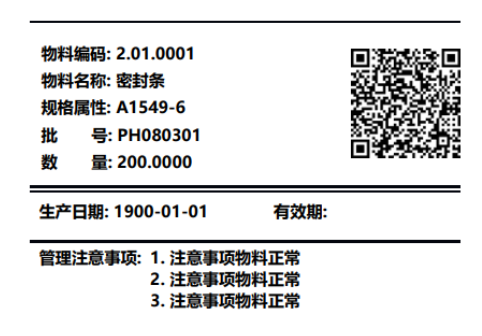 物料编码: 2.01.0001
物料名称: 密封条
规格属性: A1549-6
批 号: PH080301
数 量: 200.0000
生产日期: 1900-01-01 有效期:
管理注意事项: 1. 注意事项物料正常
2. 注意事项物料正常
3. 注意事项物料正常